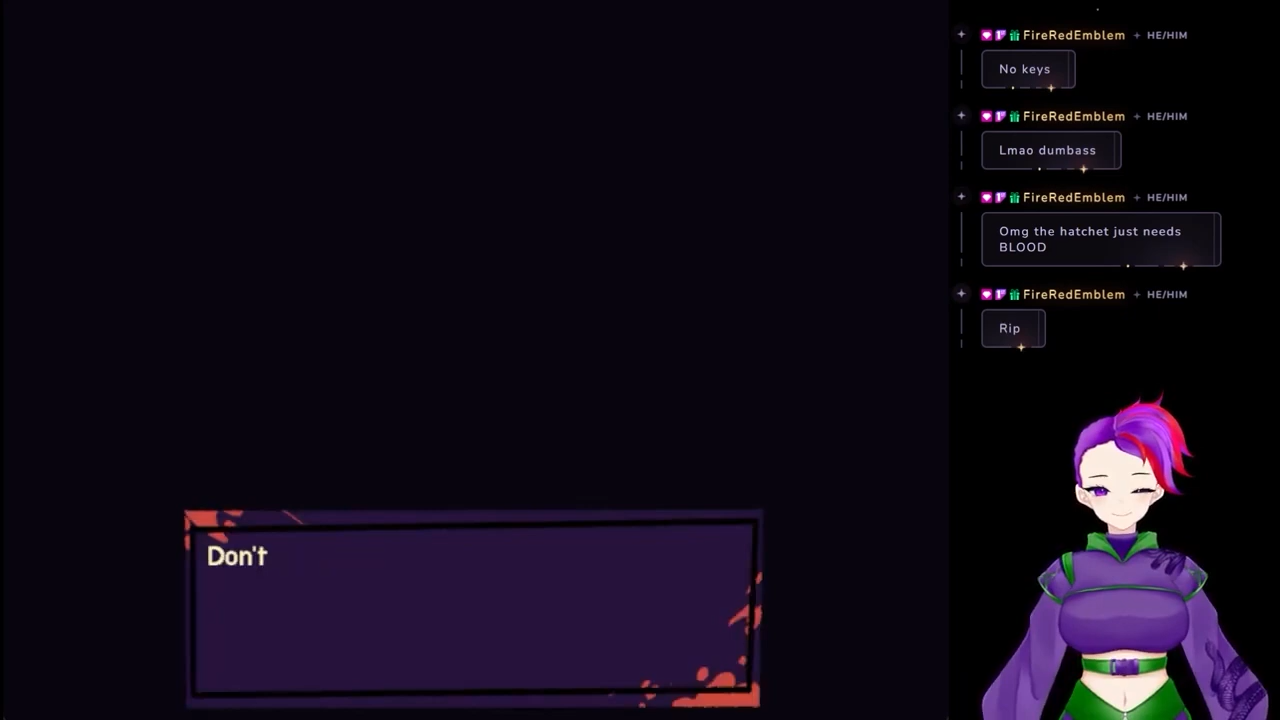 FireRedEmblem + HE/HIM
No keys
FireRedEmblem + HE/HIM
Lmao dumbass
FireRedEmblem + HE/HIM
Omg the hatchet just needs
BLOOD
FireRedEmblem + HE/HIM
Rip
Don't